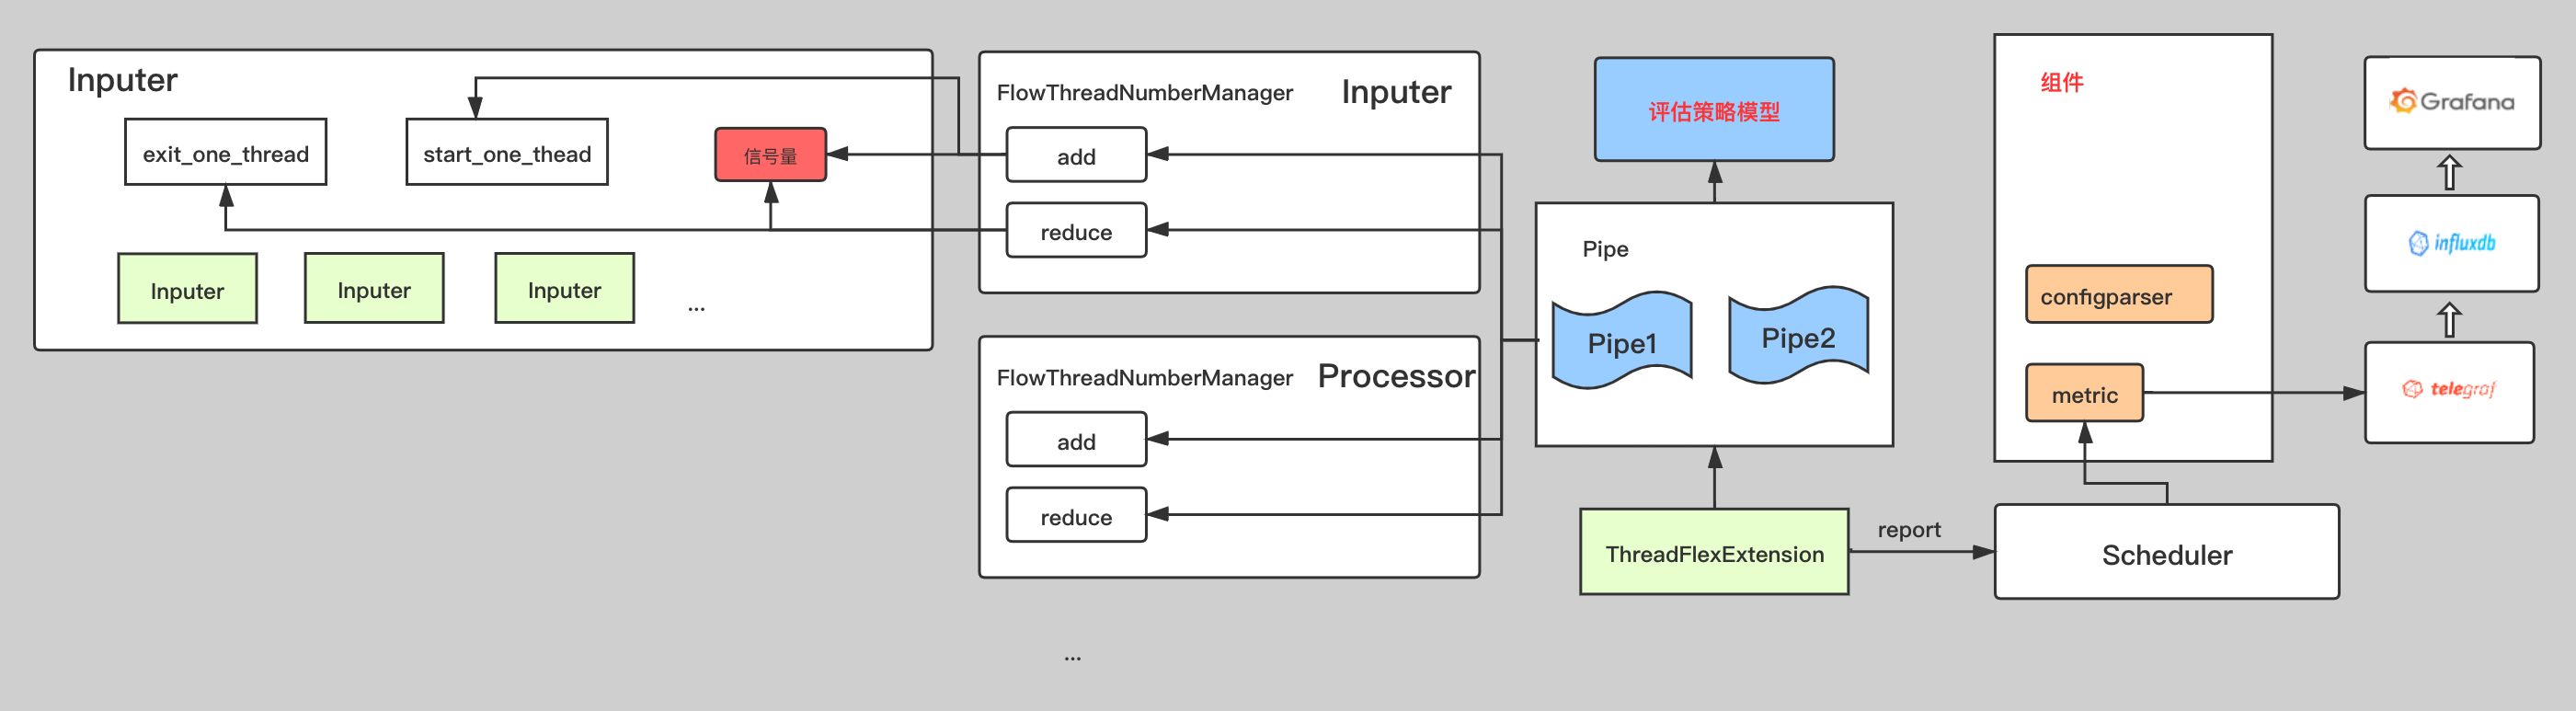 Inputer
exit_one_thread
start_one_thead
信号量
Inputer
Inputer
Inputer
...
FlowThreadNumberManager
Inputer
add
reduce
FlowThreadNumberManager
Processor
add
reduce
...
评估策略模型
Pipe
Pipe1
Pipe2
ThreadFlexExtension
report
组件
configparser
metric
Scheduler
Grafana
influxdb
telegraf